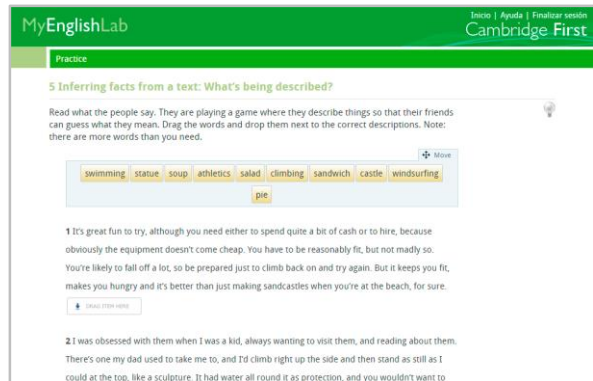 MyEnglishLab
Inicio | Ayuda | Finalizar sesión
Cambridge First
Practice
5 Inferring facts from a text: What's being described?
Read what the people say. They are playing a game where they describe things so that their friends
can guess what they mean. Drag the words and drop them next to the correct descriptions. Note:
there are more words than you need.
Move
swimming statue soup athletics salad climbing sandwich castle windsurfing
pie
1 It's great fun to try, although you need either to spend quite a bit of cash or to hire, because
obviously the equipment doesn't come cheap. You have to be reasonably fit, but not madly so.
You're likely to fall off a lot, so be prepared just to climb back on and try again. But it keeps you fit,
makes you hungry and it's better than just making sandcastles when you're at the beach, for sure.
DRAG ITEM HERE
2 I was obsessed with them when I was a kid, always wanting to visit them, and reading about them.
There's one my dad used to take me to, and I'd climb right up the side and then stand as still as I
could at the top, like a sculpture. It had water all round it as protection, and you wouldn't want to